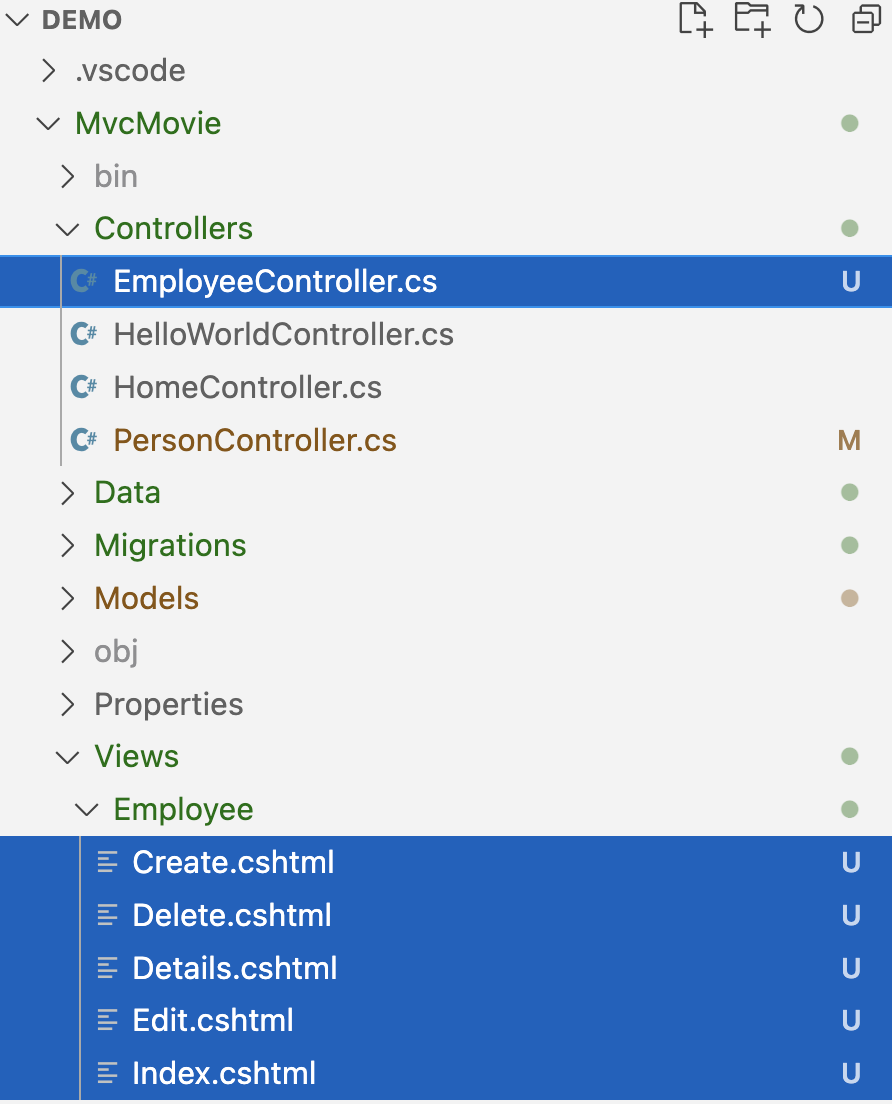 DEMO
.vscode
MvcMovie
bin
Controllers
C# EmployeeController.cs U
C# HelloWorldController.cs
C# HomeController.cs
C# PersonController.cs M
Data
Migrations
Models
obj
Properties
Views
Employee
Create.cshtml U
Delete.cshtml U
Details.cshtml U
Edit.cshtml U
Index.cshtml U